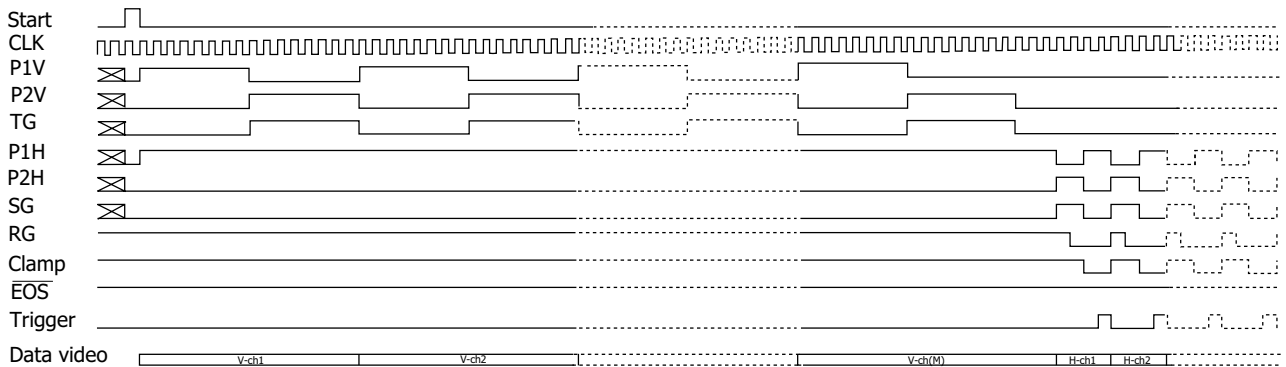 Start
CLK
P1V
P2V
TG
P1H
P2H
SG
RG
Clamp
EOS
Trigger
Data video V-ch1 V-ch2 V-ch(M) H-ch1 H-ch2